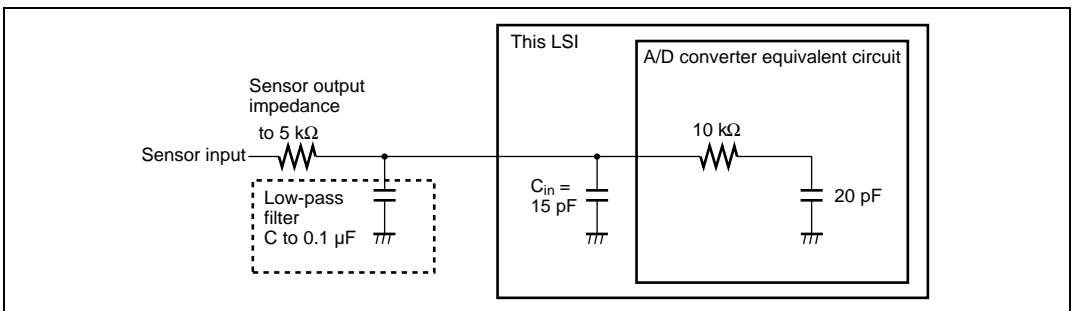 This LSI
A/D converter equivalent circuit
Sensor output
impedance
to 5 kΩ
Sensor input
10 kΩ
Low-pass
filter
C to 0.1 µF
Cin =
15 pF
20 pF